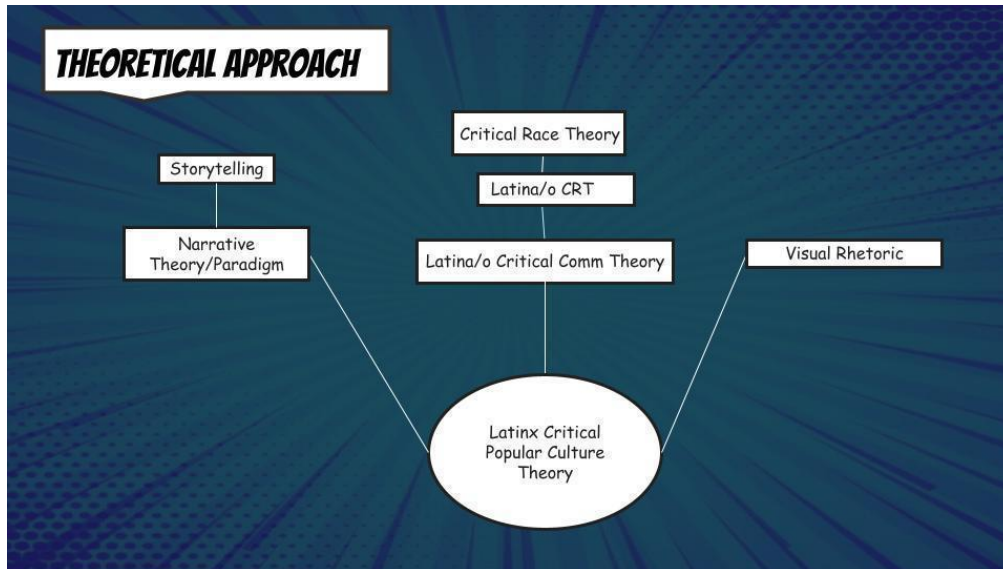 THEORETICAL APPROACH
Critical Race Theory
Storytelling
Latina/o CRT
Narrative
Theory/Paradigm
Latina/o Critical Comm Theory
Visual Rhetoric
Latinx Critical
Popular Culture
Theory